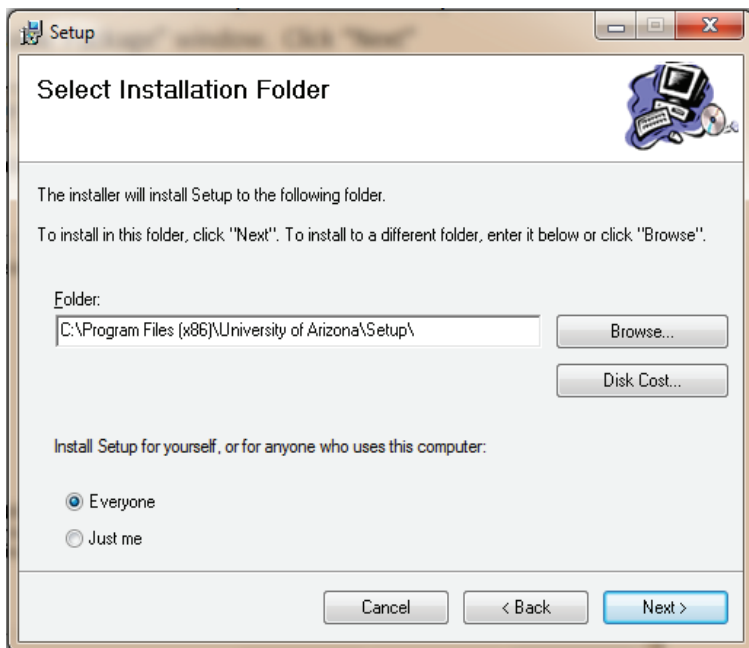 Setup
Select Installation Folder
The installer will install Setup to the following folder.
To install in this folder, click "Next". To install to a different folder, enter it below or click "Browse".
Folder:
C:\Program Files (x86)\University of Arizona\Setup\
Browse...
Disk Cost...
Install Setup for yourself, or for anyone who uses this computer:
Everyone
Just me
Cancel
< Back
Next >